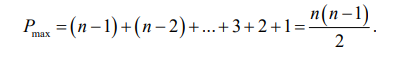 P_max = (n−1)+(n−2)+...+3+2+1 = n(n−1)/2.